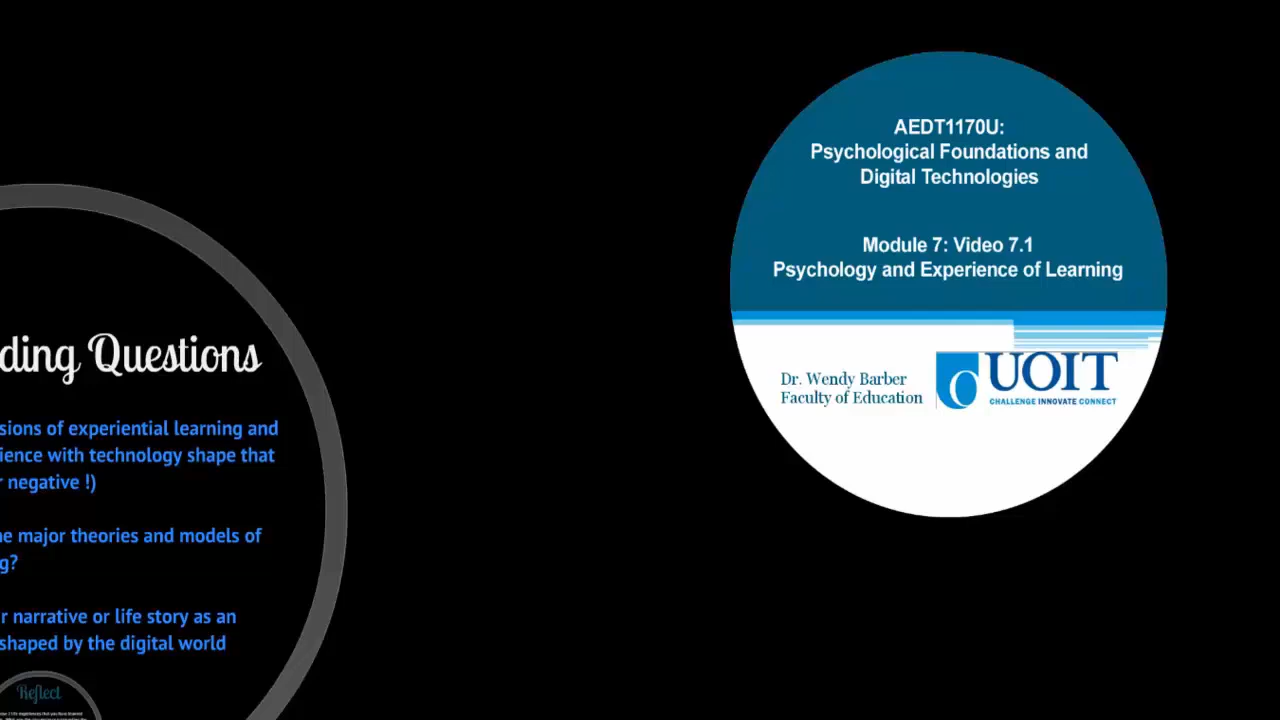 AEDT1170U:
Psychological Foundations and
Digital Technologies
Module 7: Video 7.1
Psychology and Experience of Learning
Dr. Wendy Barber
Faculty of Education
UOIT
CHALLENGE INNOVATE CONNECT
ding Questions
sions of experiential learning and
ience with technology shape that
r negative !)
e major theories and models of
g?
r narrative or life story as an
shaped by the digital world
Reflect